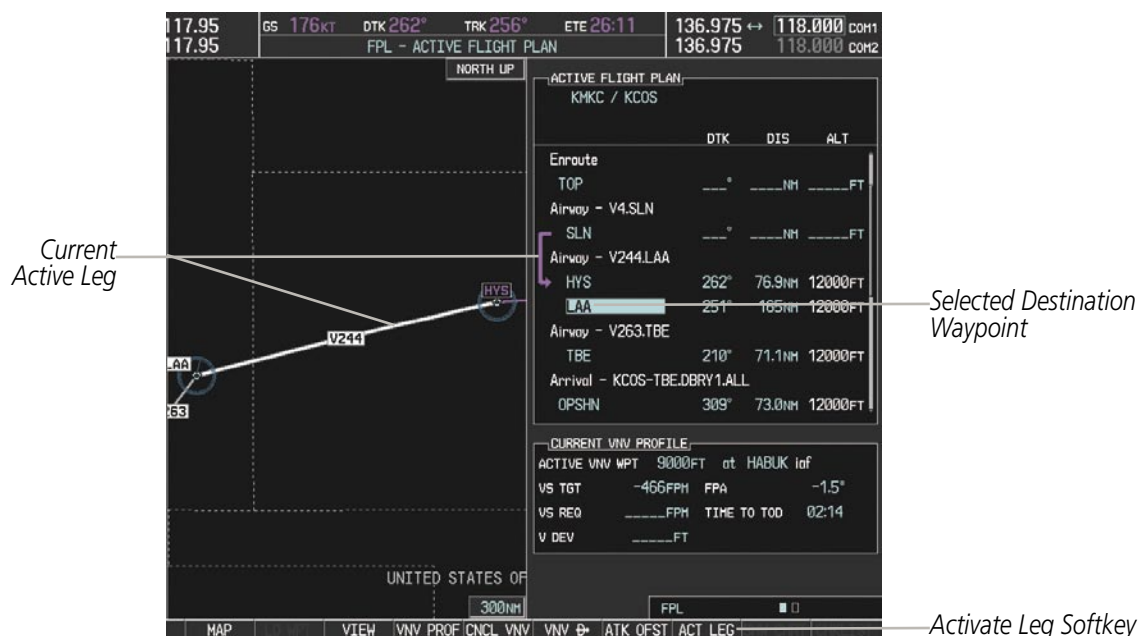 117.95 GS 176KT DTK 262° TRK 256° ETE 26:11 136.975 ↔ 118.000 COM1
117.95 FPL – ACTIVE FLIGHT PLAN 136.975 118.000 COM2
NORTH UP
ACTIVE FLIGHT PLAN
KMKC / KCOS
DTK DIS ALT
Enroute
TOP ___° ____NM _____FT
Airway – V4.SLN
SLN ___° ____NM _____FT
Airway – V244.LAA
HYS 262° 76.9NM 12000FT
LAA 251° 165NM 12000FT
Airway – V263.TBE
TBE 210° 71.1NM 12000FT
Arrival – KCOS-TBE.DBRY1.ALL
OPSHN 309° 73.0NM 12000FT
HYS
V244
LAA
263
Current
Active Leg
Selected Destination
Waypoint
CURRENT VNV PROFILE
ACTIVE VNV WPT 9000FT at HABUK iaf
VS TGT -466FPM FPA -1.5°
VS REQ _____FPM TIME TO TOD 02:14
V DEV _____FT
UNITED STATES OF
300NM
FPL
MAP VIEW VNV PROF CNCL VNV VNV D→ ATK OFST ACT LEG
Activate Leg Softkey